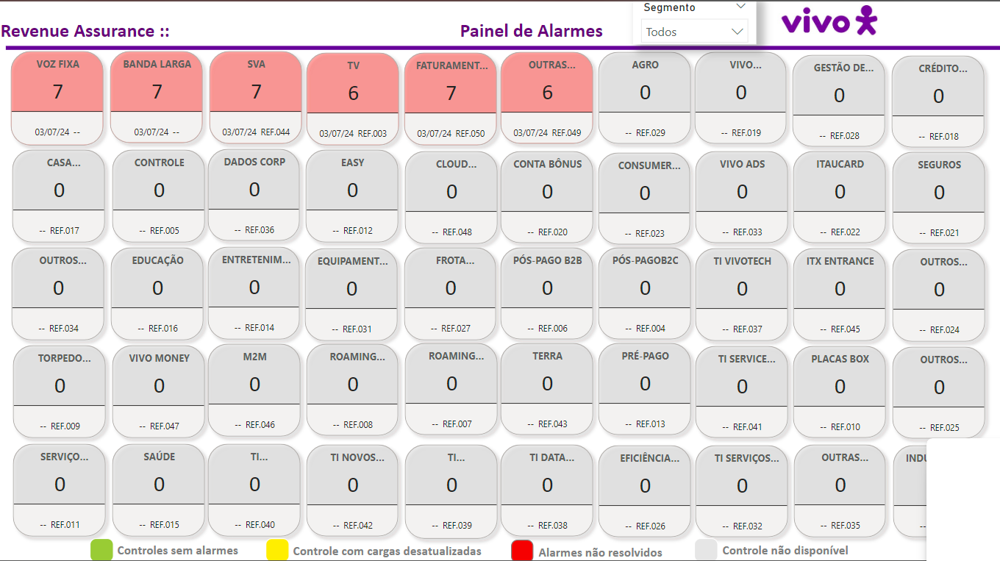 Segmento
Revenue Assurance ::
Painel de Alarmes
Todos
vivo
VOZ FIXA BANDA LARGA SVA TV FATURAMENT... OUTRAS... AGRO VIVO... GESTÃO DE... CRÉDITO...
7 7 7 6 7 6 0 0 0 0
03/07/24 -- 03/07/24 -- 03/07/24 REF.044 03/07/24 REF.003 03/07/24 REF.050 03/07/24 REF.049 -- REF.029 -- REF.019 -- REF.028 -- REF.018
CASA... CONTROLE DADOS CORP EASY CLOUD... CONTA BÔNUS CONSUMER... VIVO ADS ITAUCARD SEGUROS
0 0 0 0 0 0 0 0 0 0
-- REF.017 -- REF.005 -- REF.036 -- REF.012 -- REF.048 -- REF.020 -- REF.023 -- REF.033 -- REF.022 -- REF.021
OUTROS... EDUCAÇÃO ENTRETENIM... EQUIPAMENT... FROTA... PÓS-PAGO B2B PÓS-PAGOB2C TI VIVOTECH ITX ENTRANCE OUTROS...
0 0 0 0 0 0 0 0 0 0
-- REF.034 -- REF.016 -- REF.014 -- REF.031 -- REF.027 -- REF.006 -- REF.004 -- REF.037 -- REF.045 -- REF.024
TORPEDO... VIVO MONEY M2M ROAMING... ROAMING... TERRA PRÉ-PAGO TI SERVICE... PLACAS BOX OUTROS...
0 0 0 0 0 0 0 0 0 0
-- REF.009 -- REF.047 -- REF.046 -- REF.008 -- REF.007 -- REF.043 -- REF.013 -- REF.041 -- REF.010 -- REF.025
SERVIÇO... SAÚDE TI... TI NOVOS... TI... TI DATA... EFICIÊNCIA... TI SERVIÇOS... OUTRAS... INDU
0 0 0 0 0 0 0 0 0
-- REF.011 -- REF.015 -- REF.040 -- REF.042 -- REF.039 -- REF.038 -- REF.026 -- REF.032 -- REF.035 --
Controles sem alarmes Controle com cargas desatualizadas Alarmes não resolvidos Controle não disponível